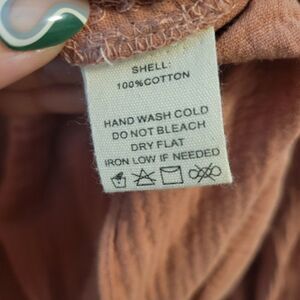 SHELL:
100%COTTON
HAND WASH COLD
DO NOT BLEACH
DRY FLAT
IRON LOW IF NEEDED